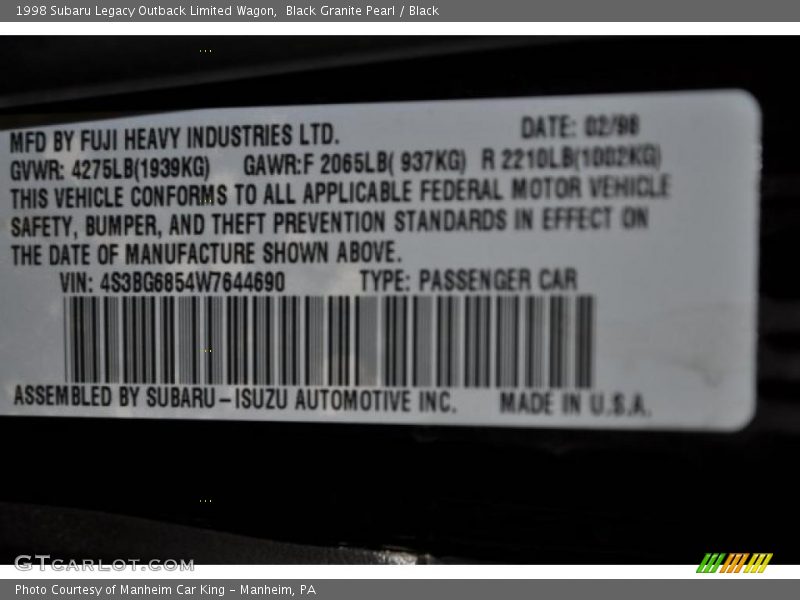 1998 Subaru Legacy Outback Limited Wagon,  Black Granite Pearl / Black
MFD BY FUJI HEAVY INDUSTRIES LTD. DATE: 02/98
GVWR: 4275LB(1939KG) GAWR:F 2065LB( 937KG) R 2210LB(1002KG)
THIS VEHICLE CONFORMS TO ALL APPLICABLE FEDERAL MOTOR VEHICLE
SAFETY, BUMPER, AND THEFT PREVENTION STANDARDS IN EFFECT ON
THE DATE OF MANUFACTURE SHOWN ABOVE.
VIN: 4S3BG6854W7644690 TYPE: PASSENGER CAR
ASSEMBLED BY SUBARU-ISUZU AUTOMOTIVE INC. MADE IN U.S.A.
GTCARLOT.COM
Photo Courtesy of Manheim Car King - Manheim, PA